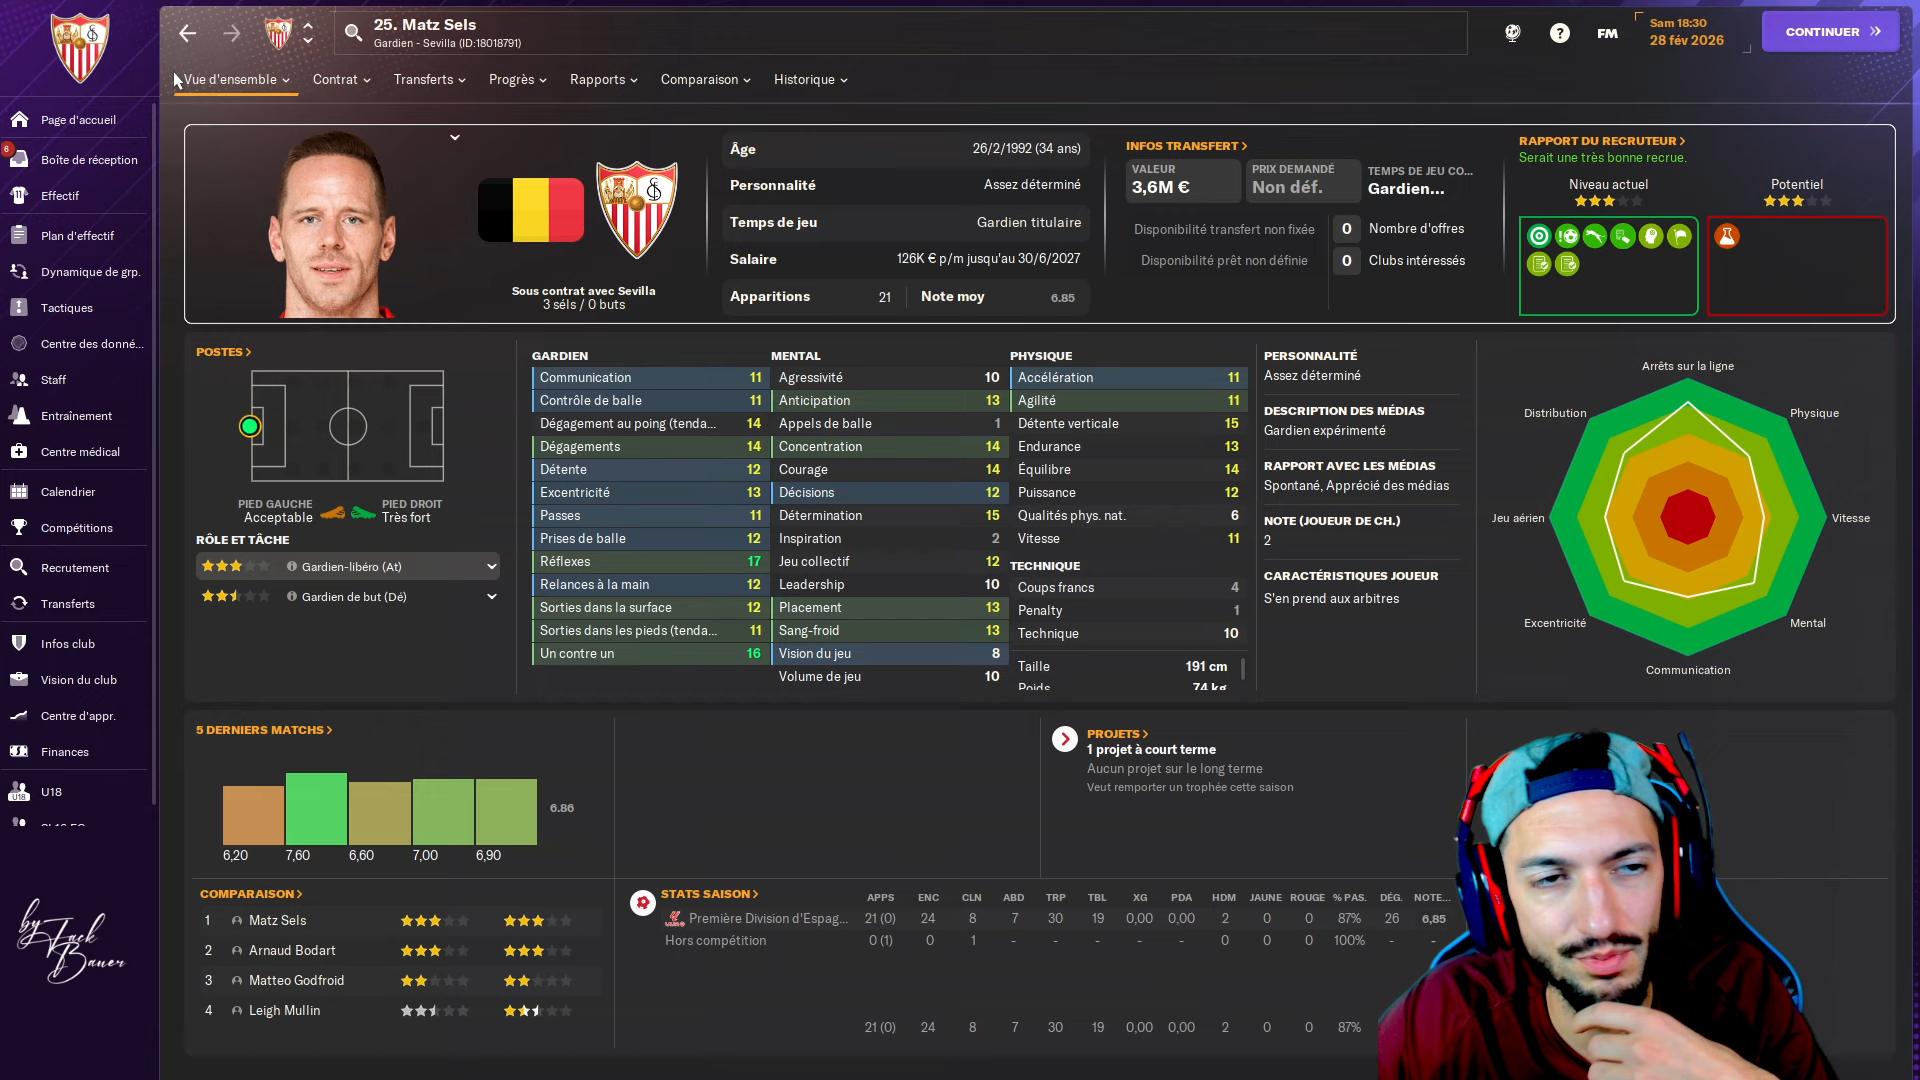 25. Matz Sels
Gardien - Sevilla (ID:18018791)
FM
Sam 18:30
28 fév 2026
CONTINUER
Vue d'ensemble
Contrat
Transferts
Progrès
Rapports
Comparaison
Historique
Page d'accueil
6
Boîte de réception
11
Effectif
Plan d'effectif
Dynamique de grp.
Tactiques
Centre des donné...
Staff
Entraînement
Centre médical
Calendrier
Compétitions
Recrutement
Transferts
Infos club
Vision du club
Centre d'appr.
Finances
U18
U18
by Jack Bauer
Sous contrat avec Sevilla
3 séls / 0 buts
Âge 26/2/1992 (34 ans)
Personnalité Assez déterminé
Temps de jeu Gardien titulaire
Salaire 126K € p/m jusqu'au 30/6/2027
Apparitions 21 Note moy 6.85
INFOS TRANSFERT
VALEUR
3,6M €
PRIX DEMANDÉ
Non déf.
TEMPS DE JEU CO...
Gardien...
Disponibilité transfert non fixée
Disponibilité prêt non définie
0 Nombre d'offres
0 Clubs intéressés
RAPPORT DU RECRUTEUR
Serait une très bonne recrue.
Niveau actuel
Potentiel
POSTES
PIED GAUCHE
Acceptable
PIED DROIT
Très fort
RÔLE ET TÂCHE
Gardien-libéro (At)
Gardien de but (Dé)
GARDIEN
Communication 11
Contrôle de balle 11
Dégagement au poing (tenda... 14
Dégagements 14
Détente 12
Excentricité 13
Passes 11
Prises de balle 12
Réflexes 17
Relances à la main 12
Sorties dans la surface 12
Sorties dans les pieds (tenda... 11
Un contre un 16
MENTAL
Agressivité 10
Anticipation 13
Appels de balle 1
Concentration 14
Courage 14
Décisions 12
Détermination 15
Inspiration 2
Jeu collectif 12
Leadership 10
Placement 13
Sang-froid 13
Vision du jeu 8
Volume de jeu 10
PHYSIQUE
Accélération 11
Agilité 11
Détente verticale 15
Endurance 13
Équilibre 14
Puissance 12
Qualités phys. nat. 6
Vitesse 11
TECHNIQUE
Coups francs 4
Penalty 1
Technique 10
Taille 191 cm
Poids 74 kg
PERSONNALITÉ
Assez déterminé
DESCRIPTION DES MÉDIAS
Gardien expérimenté
RAPPORT AVEC LES MÉDIAS
Spontané, Apprécié des médias
NOTE (JOUEUR DE CH.)
2
CARACTÉRISTIQUES JOUEUR
S'en prend aux arbitres
Arrêts sur la ligne
Distribution
Physique
Jeu aérien
Vitesse
Excentricité
Mental
Communication
5 DERNIERS MATCHS
6.86
6,20 7,60 6,60 7,00 6,90
PROJETS
1 projet à court terme
Aucun projet sur le long terme
Veut remporter un trophée cette saison
COMPARAISON
1 Matz Sels
2 Arnaud Bodart
3 Matteo Godfroid
4 Leigh Mullin
STATS SAISON
APPS ENC CLN ABD TRP TBL XG PDA HDM JAUNE ROUGE % PAS. DÉG. NOTE...
Première Division d'Espag... 21 (0) 24 8 7 30 19 0,00 0,00 2 0 0 87% 26 6,85
Hors compétition 0 (1) 0 1 - - - - - 0 0 0 100% - -
21 (0) 24 8 7 30 19 0,00 0,00 2 0 0 87%